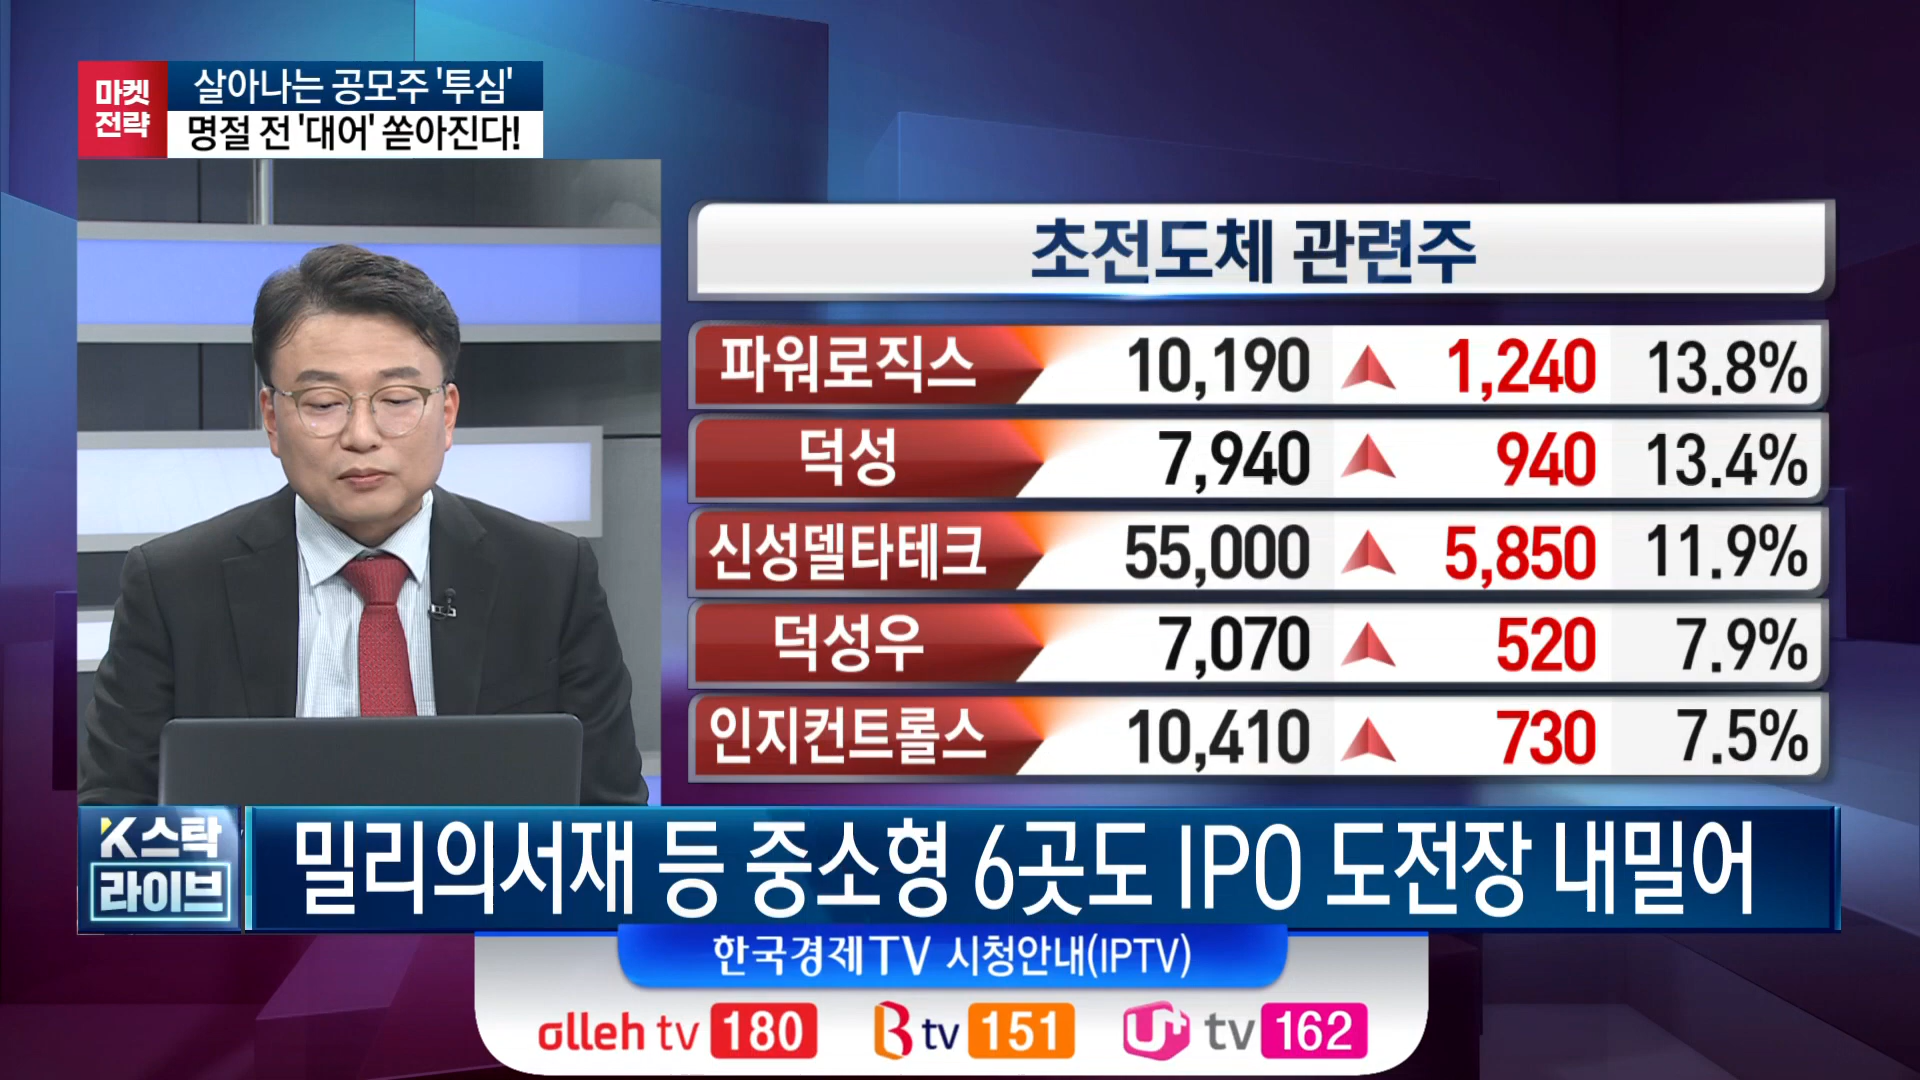 마켓
전략
살아나는 공모주 '투심'
명절 전 '대어' 쏟아진다!
초전도체 관련주
파워로직스 10,190 ▲ 1,240 13.8%
덕성 7,940 ▲ 940 13.4%
신성델타테크 55,000 ▲ 5,850 11.9%
덕성우 7,070 ▲ 520 7.9%
인지컨트롤스 10,410 ▲ 730 7.5%
K스탁
라이브
밀리의서재 등 중소형 6곳도 IPO 도전장 내밀어
한국경제TV 시청안내(IPTV)
olleh tv 180 B tv 151 U+ tv 162